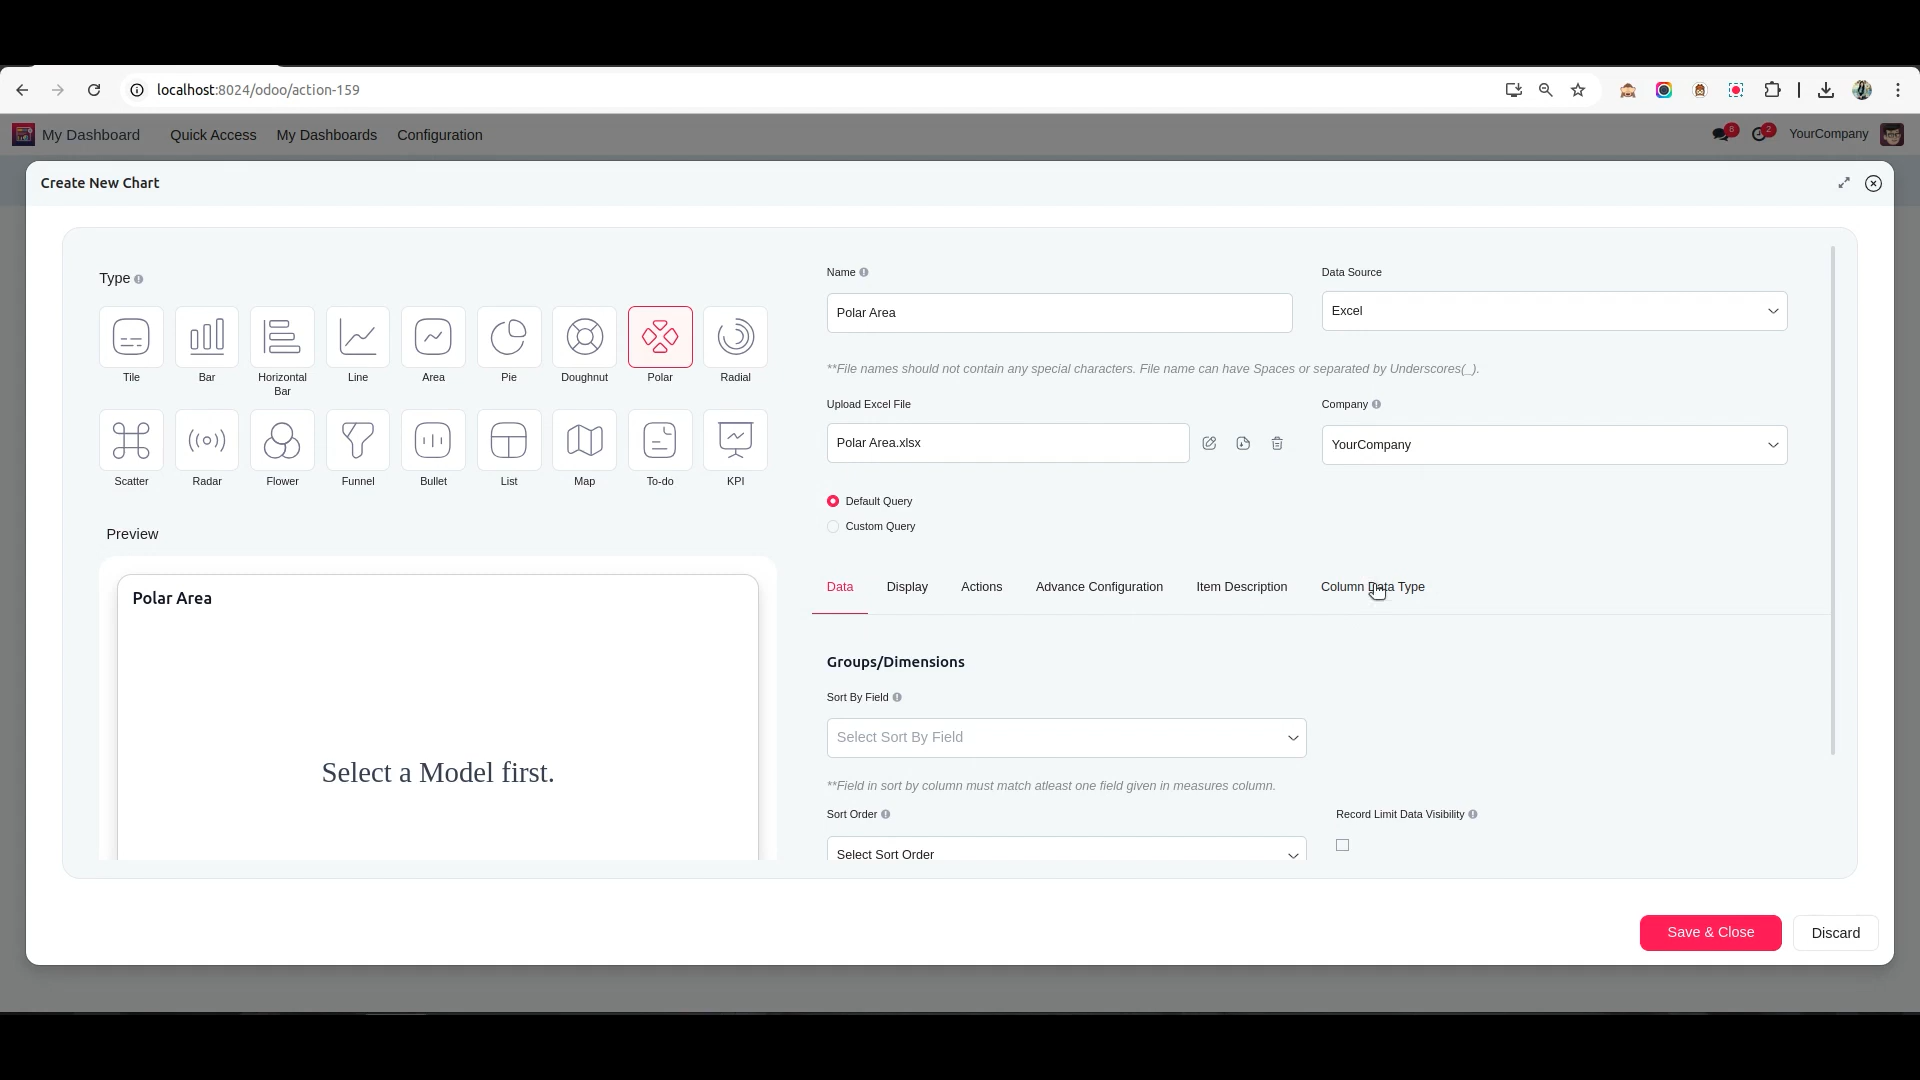 localhost:8024/odoo/action-159
My Dashboard
Quick Access
My Dashboards
Configuration
8
2
YourCompany
Create New Chart
Type
Tile
Bar
Horizontal
Bar
Line
Area
Pie
Doughnut
Polar
Radial
Scatter
Radar
Flower
Funnel
Bullet
List
Map
To-do
KPI
Preview
Polar Area
Select a Model first.
Name
Polar Area
Data Source
Excel
**File names should not contain any special characters. File name can have Spaces or separated by Underscores(_).
Upload Excel File
Polar Area.xlsx
Company
YourCompany
Default Query
Custom Query
Data
Display
Actions
Advance Configuration
Item Description
Column Data Type
Groups/Dimensions
Sort By Field
Select Sort By Field
**Field in sort by column must match atleast one field given in measures column.
Sort Order
Select Sort Order
Record Limit Data Visibility
Save & Close
Discard